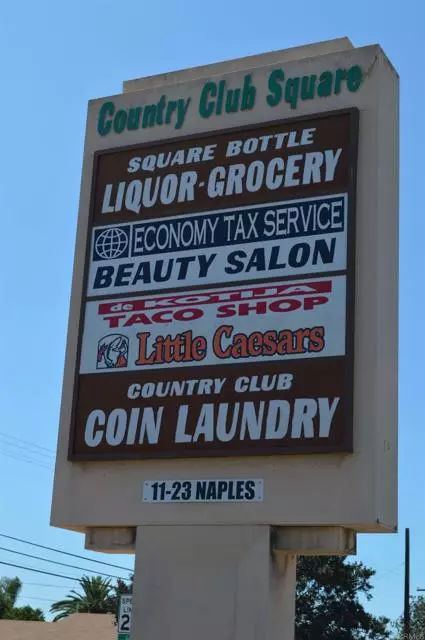 Country Club Square
SQUARE BOTTLE
LIQUOR-GROCERY
ECONOMY TAX SERVICE
BEAUTY SALON
de KOTIJA
TACO SHOP
Little Caesars
COUNTRY CLUB
COIN LAUNDRY
11-23 NAPLES
2